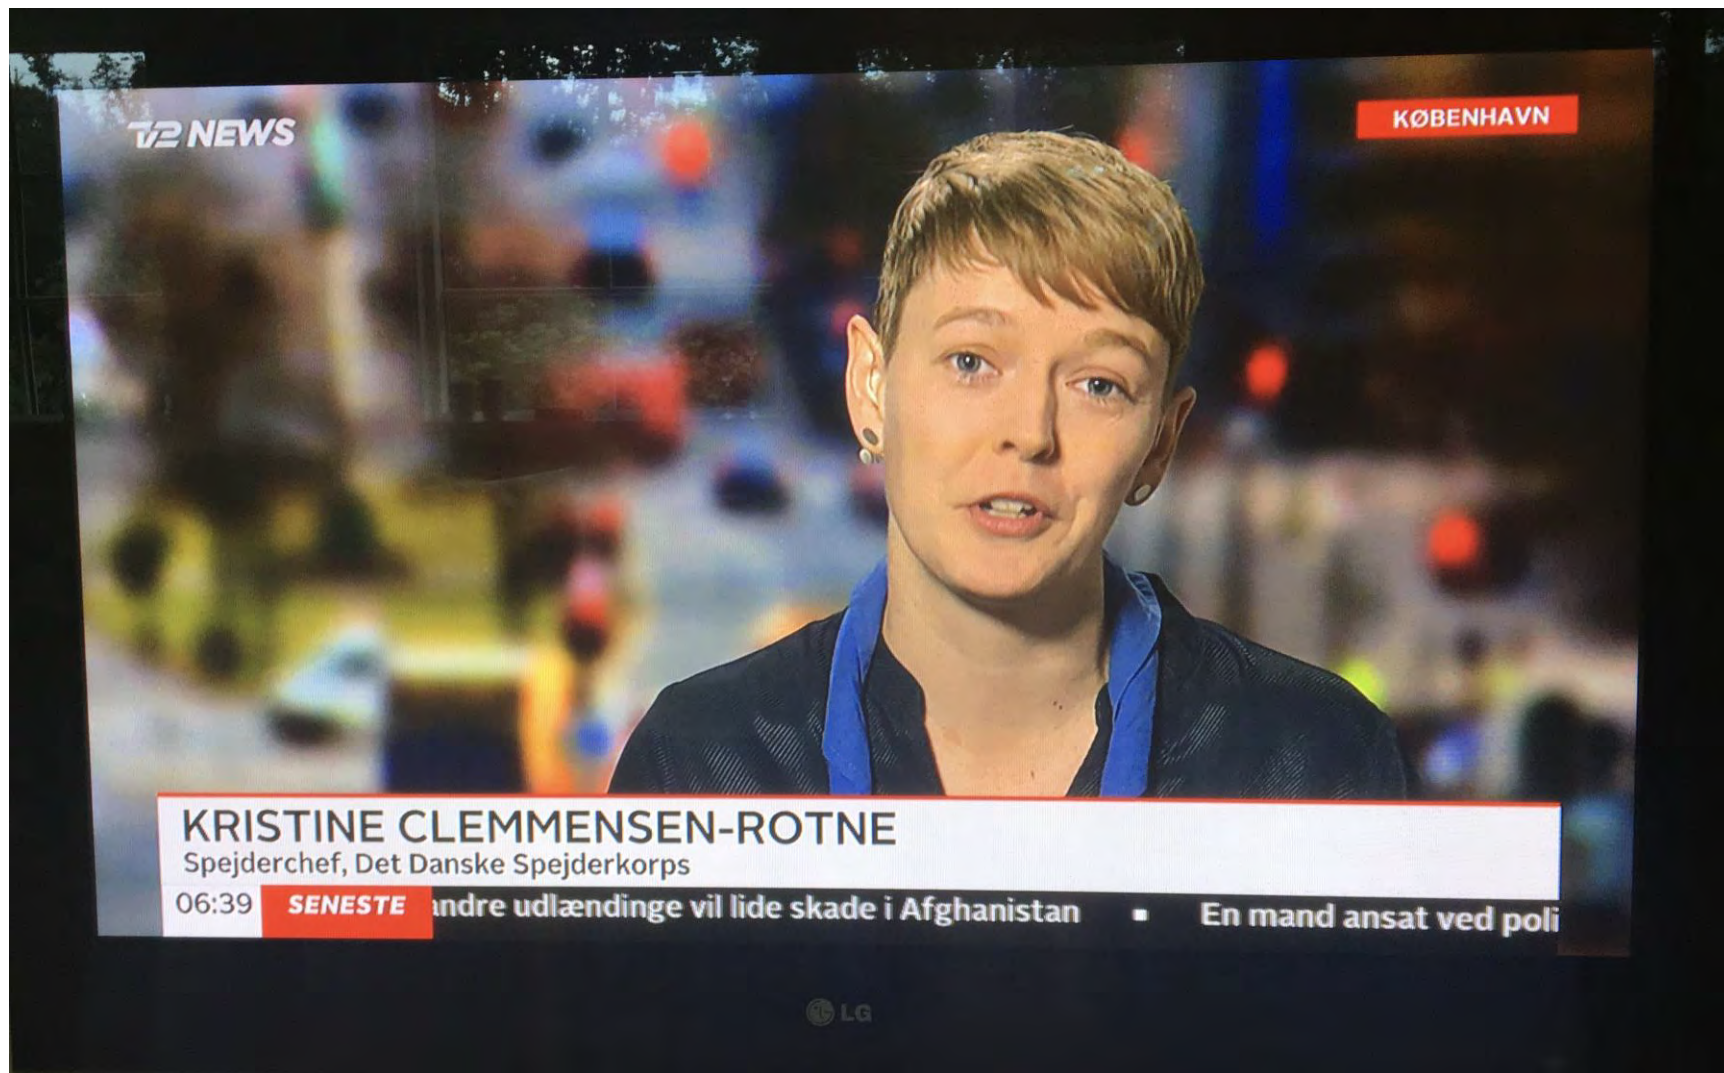 TV2 NEWS
KØBENHAVN
KRISTINE CLEMMENSEN-ROTNE
Spejderchef, Det Danske Spejderkorps
06:39 SENESTE andre udlændinge vil lide skade i Afghanistan ▪ En mand ansat ved poli
LG